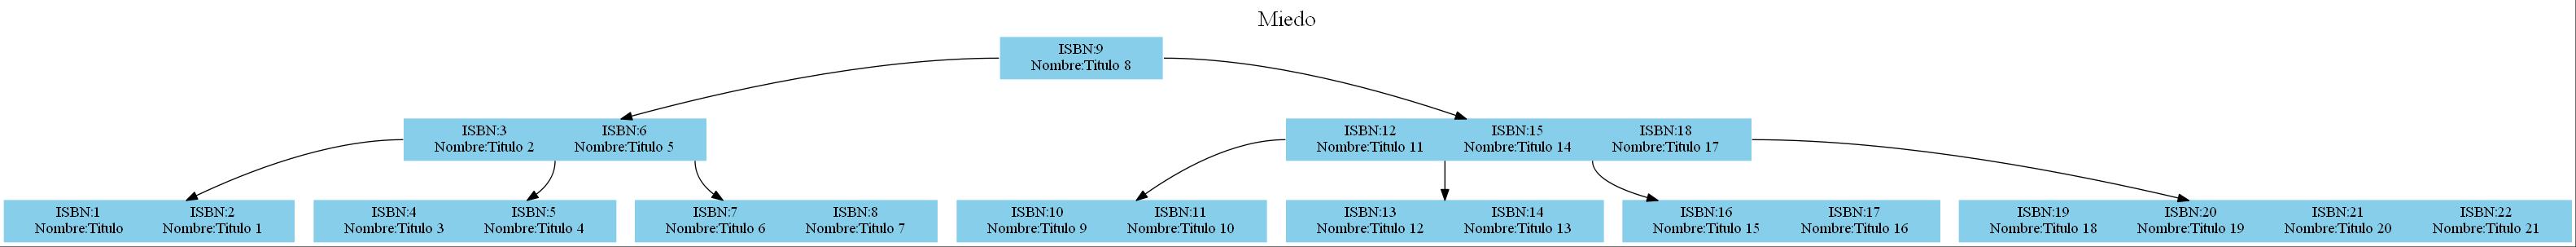 Miedo
ISBN:9
Nombre:Titulo 8
ISBN:3
Nombre:Titulo 2
ISBN:6
Nombre:Titulo 5
ISBN:12
Nombre:Titulo 11
ISBN:15
Nombre:Titulo 14
ISBN:18
Nombre:Titulo 17
ISBN:1
Nombre:Titulo
ISBN:2
Nombre:Titulo 1
ISBN:4
Nombre:Titulo 3
ISBN:5
Nombre:Titulo 4
ISBN:7
Nombre:Titulo 6
ISBN:8
Nombre:Titulo 7
ISBN:10
Nombre:Titulo 9
ISBN:11
Nombre:Titulo 10
ISBN:13
Nombre:Titulo 12
ISBN:14
Nombre:Titulo 13
ISBN:16
Nombre:Titulo 15
ISBN:17
Nombre:Titulo 16
ISBN:19
Nombre:Titulo 18
ISBN:20
Nombre:Titulo 19
ISBN:21
Nombre:Titulo 20
ISBN:22
Nombre:Titulo 21